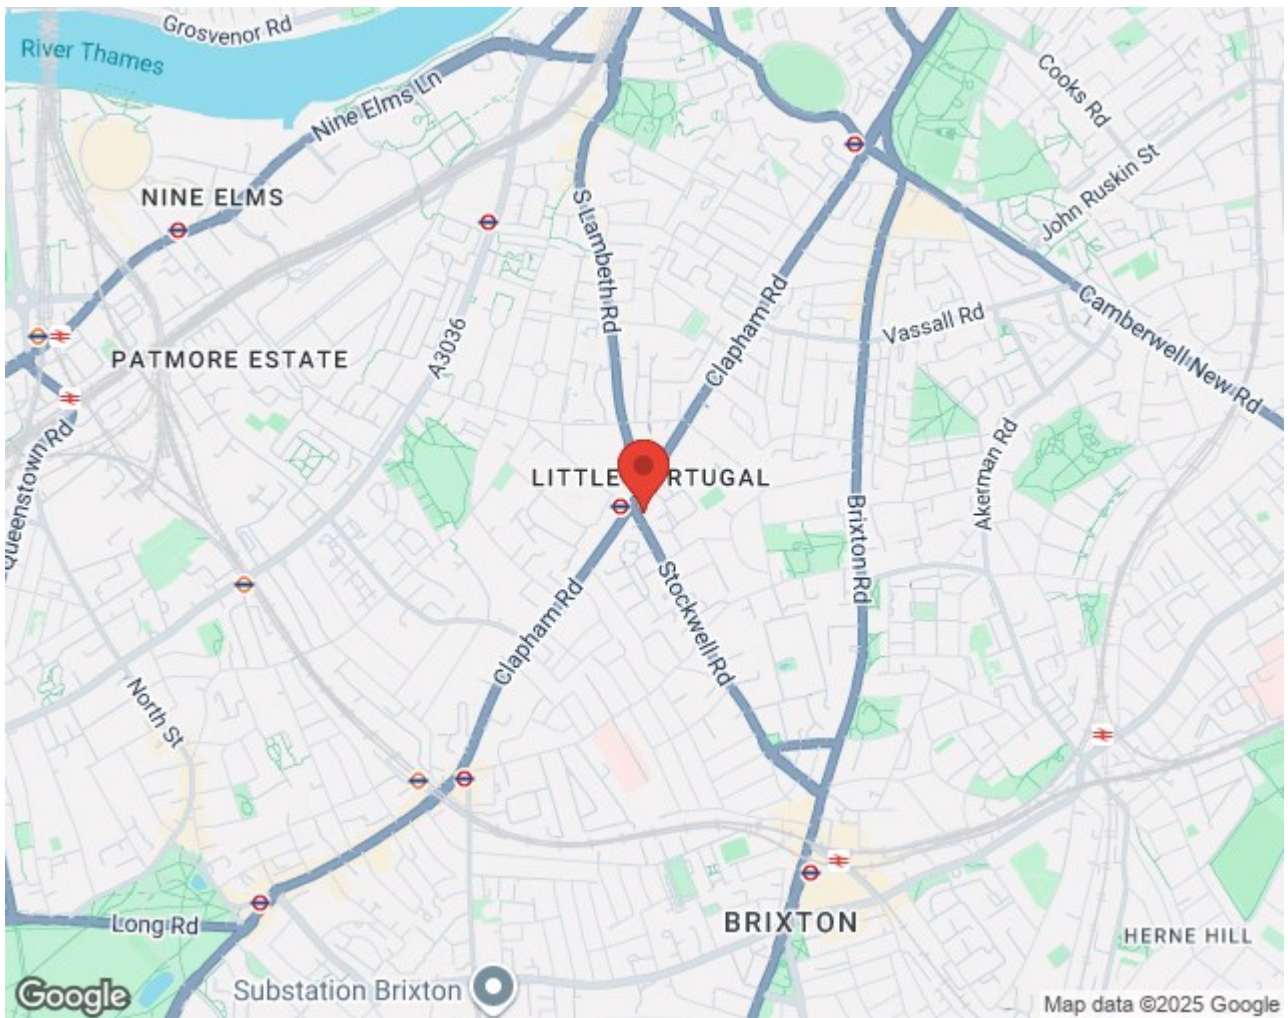 Grosvenor Rd
River Thames
Nine Elms Ln
Cooks Rd
John Ruskin St
NINE ELMS
S Lambeth Rd
Clapham Rd
Camberwell New Rd
Vassall Rd
A3036
PATMORE ESTATE
Queenstown Rd
LITTLE RTUGAL
Akerman Rd
Brixton Rd
Stockwell Rd
Clapham Rd
North St
Long Rd
BRIXTON
HERNE HILL
Substation Brixton
Google
Map data ©2025 Google